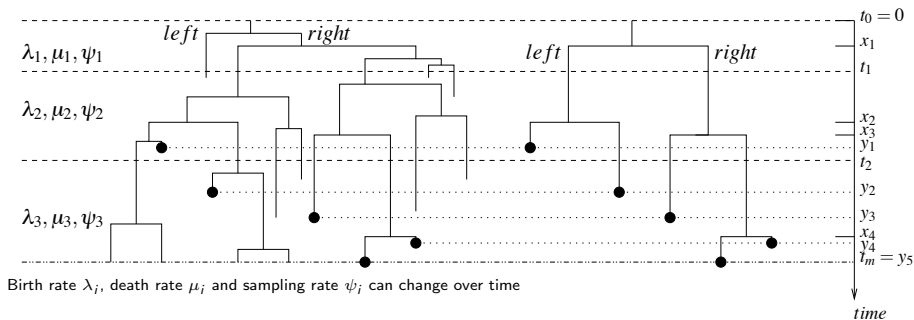 left right left right
t₀ = 0
x₁
λ₁, μ₁, ψ₁
t₁
λ₂, μ₂, ψ₂
x₂
x₃
y₁
t₂
y₂
λ₃, μ₃, ψ₃
y₃
x₄
y₄
tₘ = y₅
Birth rate λᵢ, death rate μᵢ and sampling rate ψᵢ can change over time
time